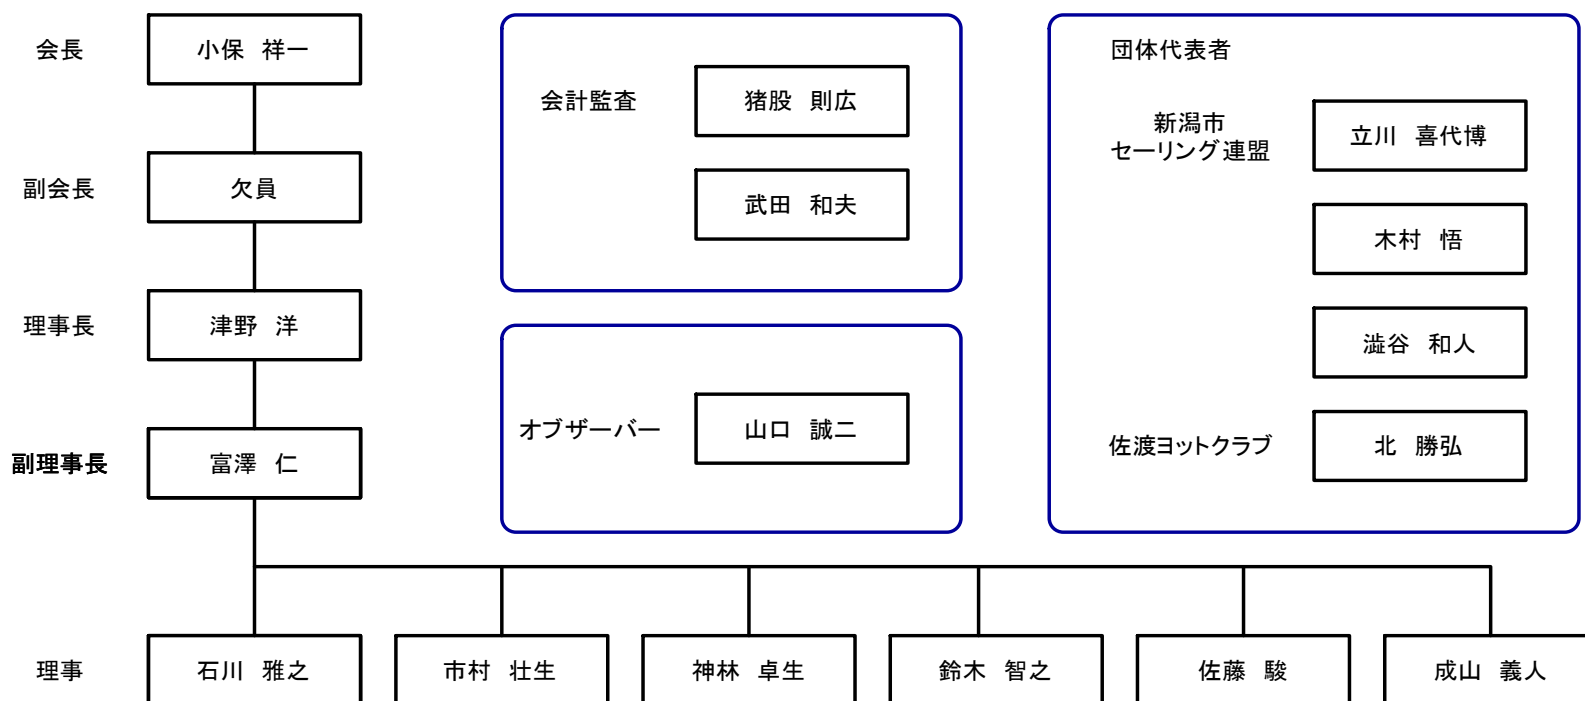 会長
小保 祥一
副会長
欠員
理事長
津野 洋
副理事長
富澤 仁
会計監査
猪股 則広
武田 和夫
オブザーバー
山口 誠二
団体代表者
新潟市
セーリング連盟
立川 喜代博
木村 悟
澁谷 和人
佐渡ヨットクラブ
北 勝弘
理事
石川 雅之
市村 壮生
神林 卓生
鈴木 智之
佐藤 駿
成山 義人